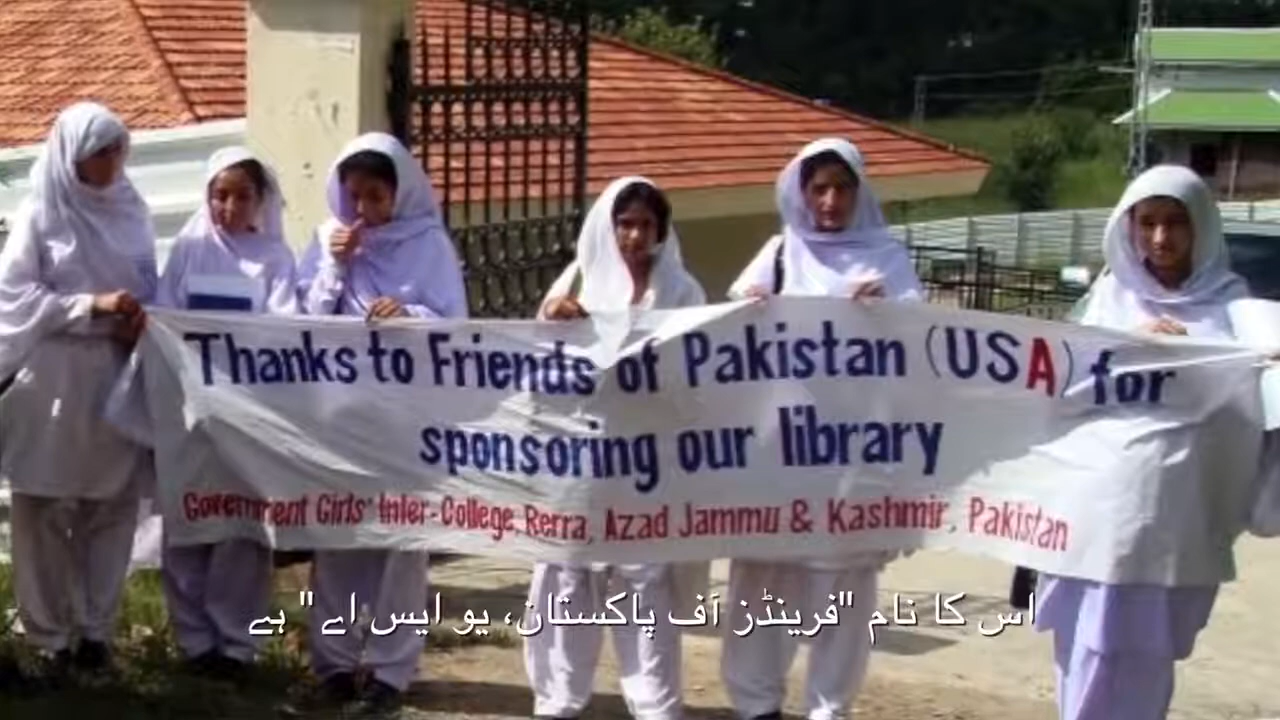 Thanks to Friends of Pakistan (USA) for
sponsoring our library
Government Girls' Inter-College, Rerra, Azad Jammu & Kashmir, Pakistan
اس کا نام "فرینڈز آف پاکستان، یو ایس اے" ہے